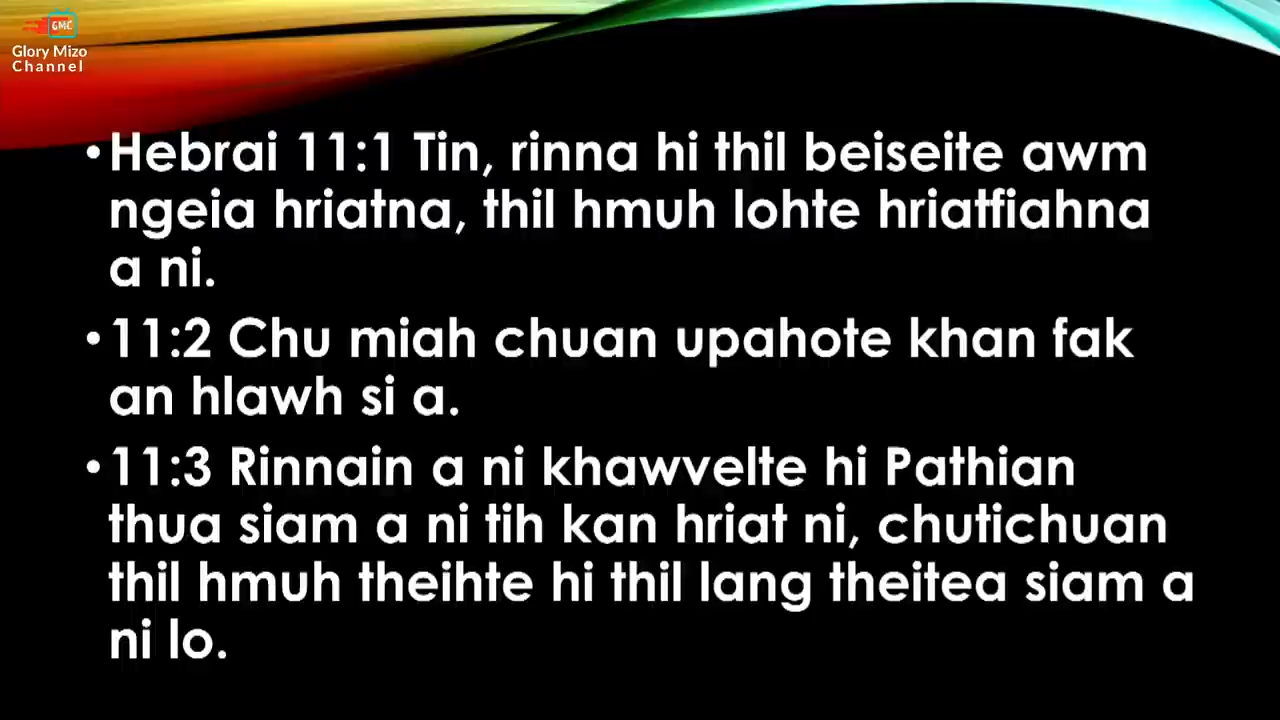 GMC
Glory Mizo
Channel
• Hebrai 11:1 Tin, rinna hi thil beiseite awm
ngeia hriatna, thil hmuh lohte hriatfiahna
a ni.
• 11:2 Chu miah chuan upahote khan fak
an hlawh si a.
• 11:3 Rinnain a ni khawvelte hi Pathian
thua siam a ni tih kan hriat ni, chutichuan
thil hmuh theihte hi thil lang theitea siam a
ni lo.